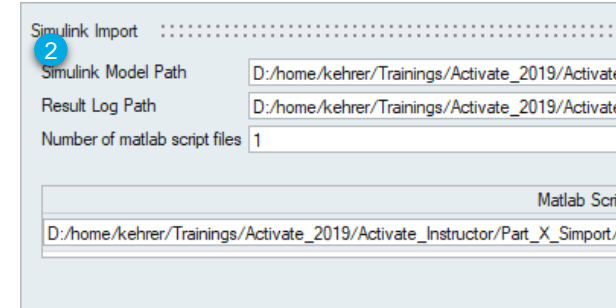 Simulink Import
2
Simulink Model Path D:/home/kehrer/Trainings/Activate_2019/Activate
Result Log Path D:/home/kehrer/Trainings/Activate_2019/Activate
Number of matlab script files 1
Matlab Scri
D:/home/kehrer/Trainings/Activate_2019/Activate_Instructor/Part_X_Simport/